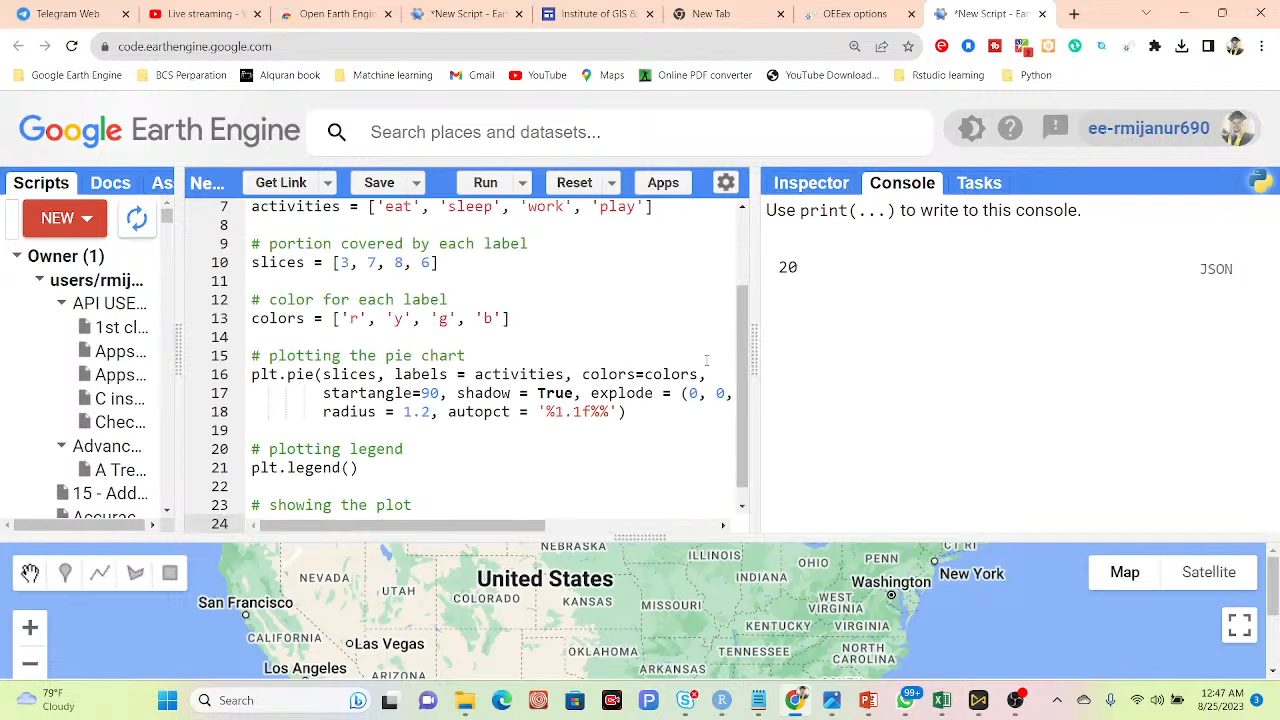 Telegram Web
Live streaming -
Open Earth Engine
*New Script - Ear
Institute of GIS &
New Tab
OEEex options
*New Script - Ear
code.earthengine.google.com
3
Google Earth Engine
BCS Perparation
Alquran book
Matchine learning
Gmail
YouTube
Maps
Online PDF converter
YouTube Download...
Rstudio learning
Python
Google Earth Engine
Search places and datasets...
ee-rmijanur690
Scripts
Docs
As
Ne...
Get Link
Save
Run
Reset
Apps
Inspector
Console
Tasks
NEW
Owner (1)
users/rmij...
API USE...
1st cl...
Apps...
Apps...
C ins...
Chec...
Advanc...
A Tre...
15 - Add...
7 activities = ['eat', 'sleep', 'work', 'play']
8
9 # portion covered by each label
10 slices = [3, 7, 8, 6]
11
12 # color for each label
13 colors = ['r', 'y', 'g', 'b']
14
15 # plotting the pie chart
16 plt.pie(slices, labels = activities, colors=colors,
17 startangle=90, shadow = True, explode = (0, 0,
18 radius = 1.2, autopct = '%1.1f%%')
19
20 # plotting legend
21 plt.legend()
22
23 # showing the plot
24
Use print(...) to write to this console.
20
JSON
NEBRASKA
ILLINOIS
OHIO
PENN
CT RI
NEVADA
UTAH
United States
INDIANA
Washington
New York
San Francisco
COLORADO
KANSAS
MISSOURI
WEST VIRGINIA
KENTUCKY
VIRGINIA
CALIFORNIA
Las Vegas
OKLAHOMA
TENNESSEE
NORTH CAROLINA
Los Angeles
ARIZONA
ARKANSAS
Map
Satellite
79°F
Cloudy
Search
99+
12:47 AM
8/25/2023
3